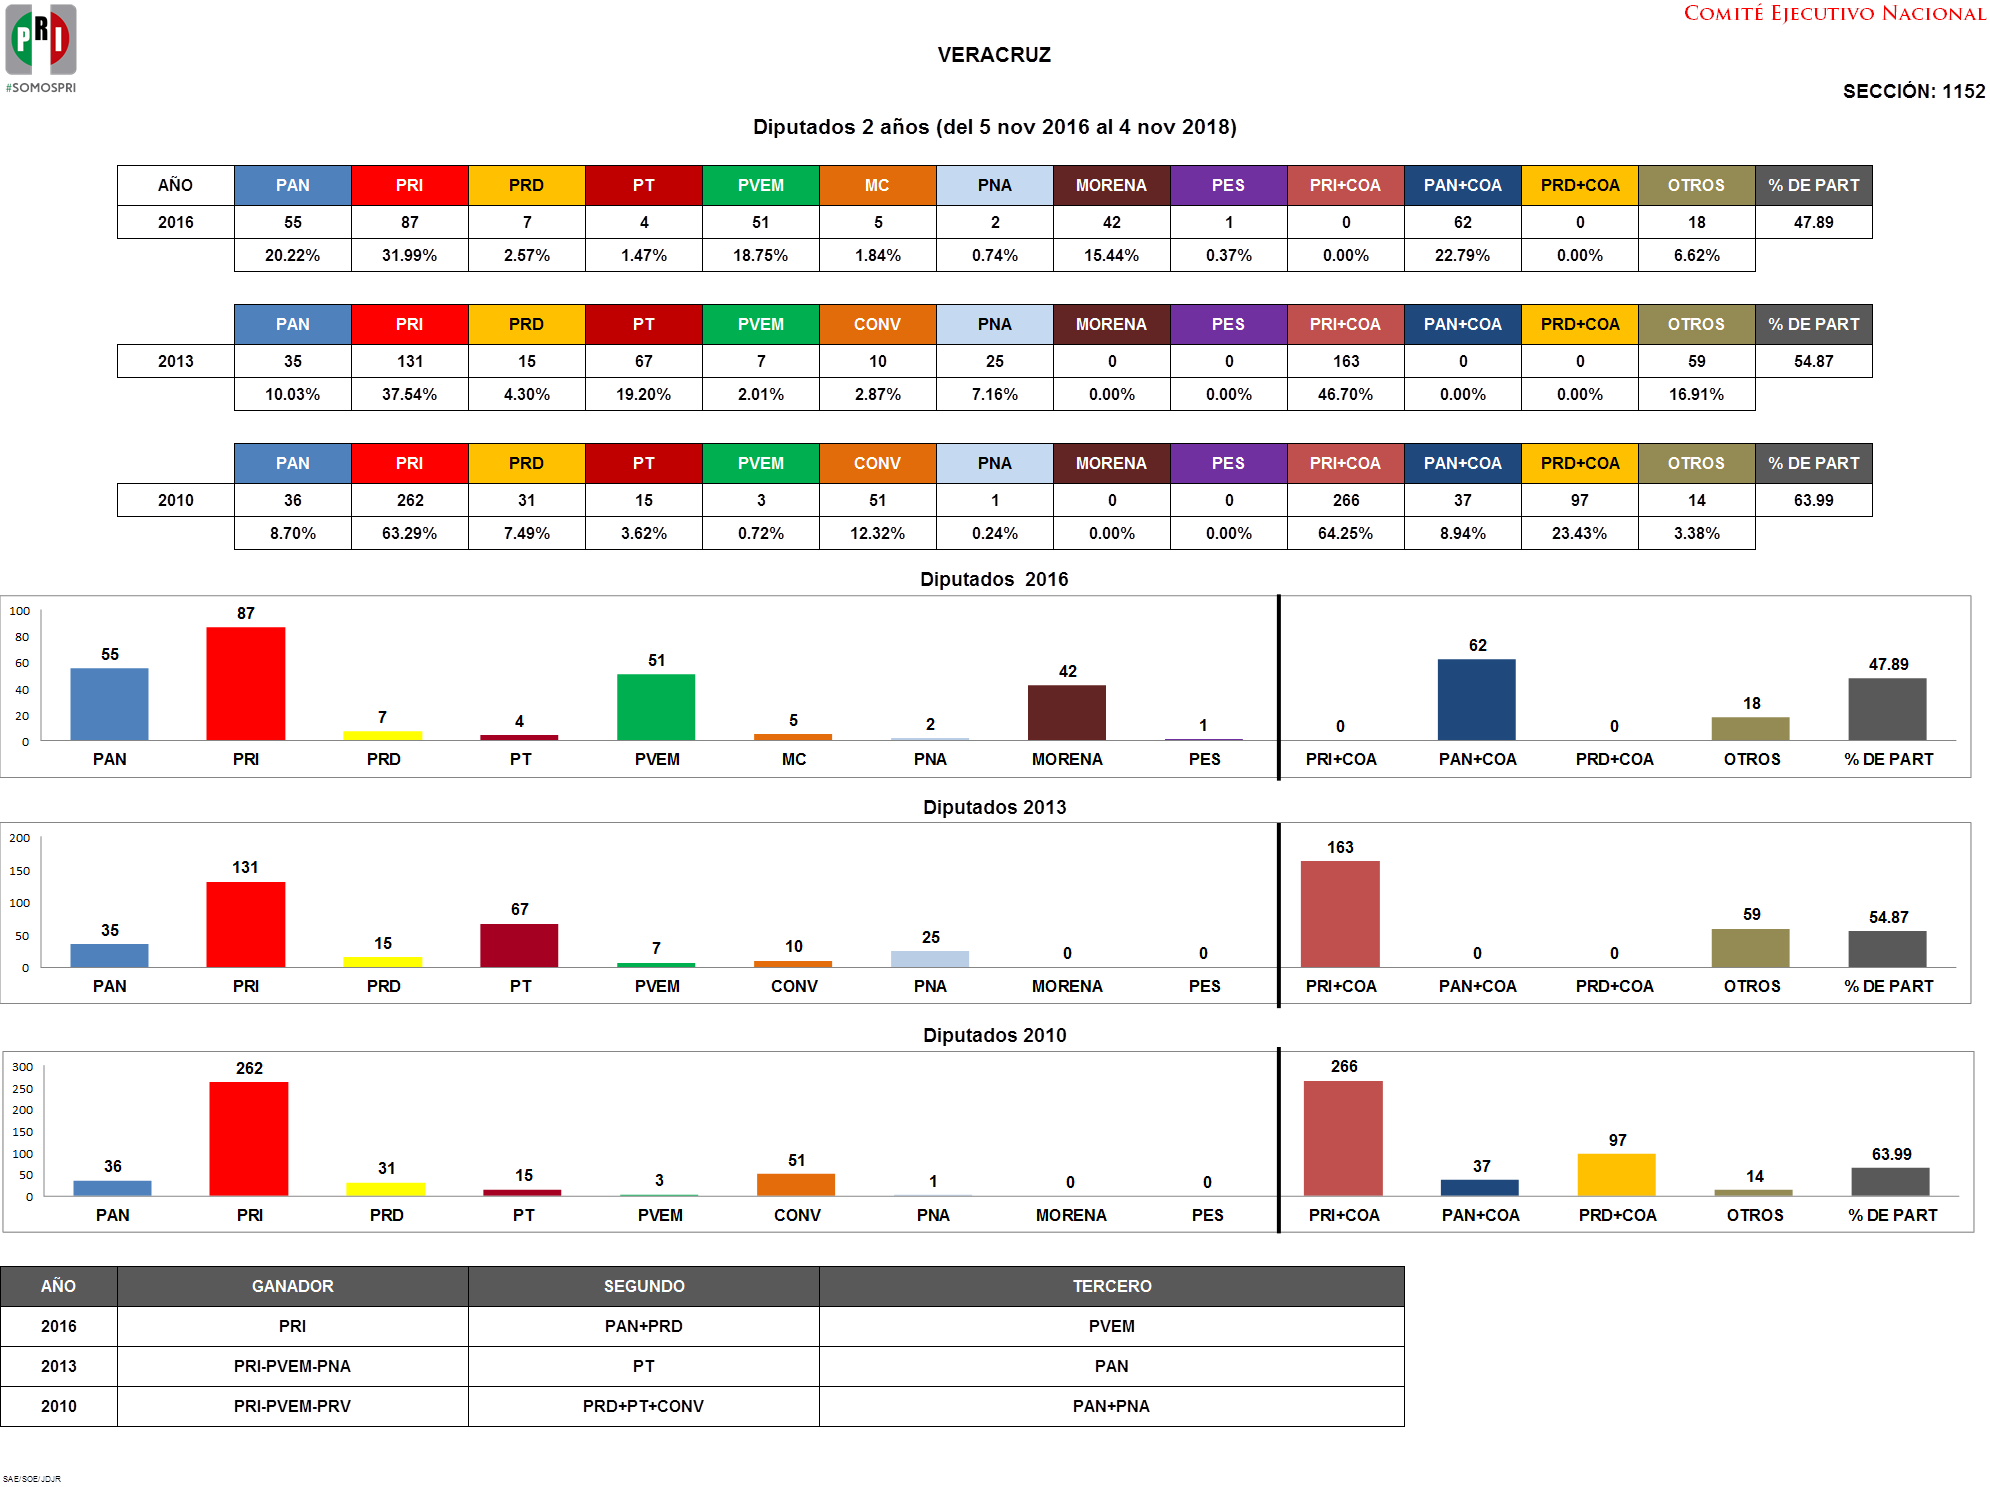 COMITÉ EJECUTIVO NACIONAL
PRI
#SOMOSPRI
VERACRUZ
SECCIÓN: 1152
Diputados 2 años (del 5 nov 2016 al 4 nov 2018)
AÑO PAN PRI PRD PT PVEM MC PNA MORENA PES PRI+COA PAN+COA PRD+COA OTROS % DE PART
2016 55 87 7 4 51 5 2 42 1 0 62 0 18 47.89
20.22% 31.99% 2.57% 1.47% 18.75% 1.84% 0.74% 15.44% 0.37% 0.00% 22.79% 0.00% 6.62%
PAN PRI PRD PT PVEM CONV PNA MORENA PES PRI+COA PAN+COA PRD+COA OTROS % DE PART
2013 35 131 15 67 7 10 25 0 0 163 0 0 59 54.87
10.03% 37.54% 4.30% 19.20% 2.01% 2.87% 7.16% 0.00% 0.00% 46.70% 0.00% 0.00% 16.91%
PAN PRI PRD PT PVEM CONV PNA MORENA PES PRI+COA PAN+COA PRD+COA OTROS % DE PART
2010 36 262 31 15 3 51 1 0 0 266 37 97 14 63.99
8.70% 63.29% 7.49% 3.62% 0.72% 12.32% 0.24% 0.00% 0.00% 64.25% 8.94% 23.43% 3.38%
Diputados 2016
100
80
60
40
20
0
55 87 7 4 51 5 2 42 1 0 62 0 18 47.89
PAN PRI PRD PT PVEM MC PNA MORENA PES PRI+COA PAN+COA PRD+COA OTROS % DE PART
Diputados 2013
200
150
100
50
0
35 131 15 67 7 10 25 0 0 163 0 0 59 54.87
PAN PRI PRD PT PVEM CONV PNA MORENA PES PRI+COA PAN+COA PRD+COA OTROS % DE PART
Diputados 2010
300
250
200
150
100
50
0
36 262 31 15 3 51 1 0 0 266 37 97 14 63.99
PAN PRI PRD PT PVEM CONV PNA MORENA PES PRI+COA PAN+COA PRD+COA OTROS % DE PART
AÑO GANADOR SEGUNDO TERCERO
2016 PRI PAN+PRD PVEM
2013 PRI-PVEM-PNA PT PAN
2010 PRI-PVEM-PRV PRD+PT+CONV PAN+PNA
SAE/SOE/JDJR